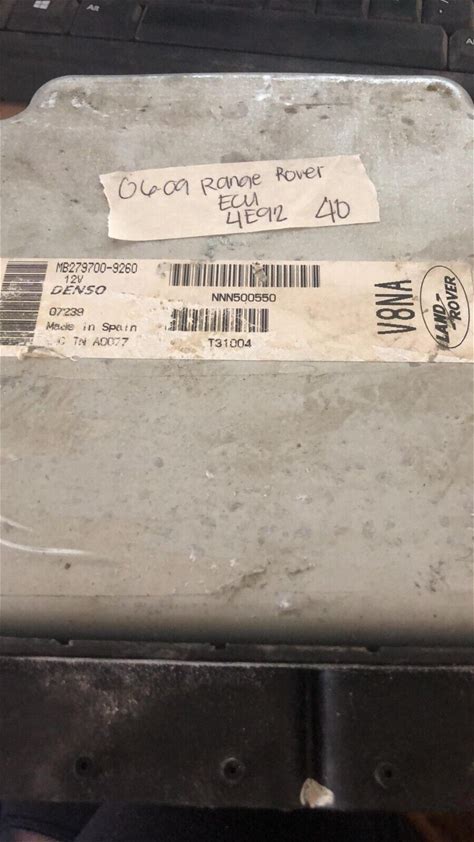 Alt
06-09 Range Rover
ECU
4E92 40
MB279700-9260
12V
DENSO
07239
Made in Spain
NNN500550
T31004
V8NA
LAND-
ROVER